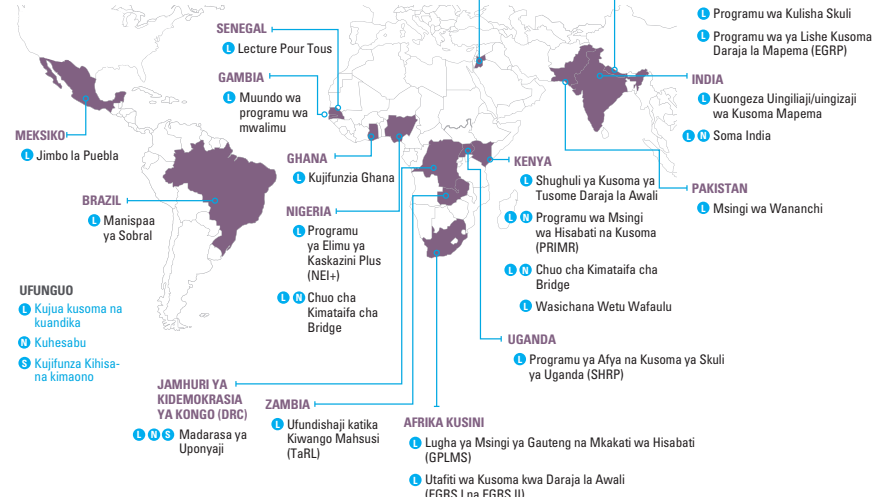 L Programu wa Kulisha Skuli
L Programu wa ya Lishe Kusoma
Daraja la Mapema (EGRP)
SENEGAL
L Lecture Pour Tous
GAMBIA
L Muundo wa
programu wa
mwalimu
INDIA
L Kuongeza Uingiliaji/uingizaji
wa Kusoma Mapema
L N Soma India
MEKSIKO
L Jimbo la Puebla
GHANA
L Kujifunzia Ghana
KENYA
L Shughuli ya Kusoma ya
Tusome Daraja la Awali
L N Programu wa Msingi
wa Hisabati na Kusoma
(PRIMR)
L N Chuo cha Kimataifa cha
Bridge
L Wasichana Wetu Wafaulu
PAKISTAN
L Msingi wa Wananchi
BRAZIL
L Manispaa
ya Sobral
NIGERIA
L Programu
ya Elimu ya
Kaskazini Plus
(NEI+)
L N Chuo cha
Kimataifa cha
Bridge
UFUNGUO
L Kujua kusoma na
kuandika
N Kuhesabu
S Kujifunza Kihisa-
na kimaono
UGANDA
L Programu ya Afya na Kusoma ya Skuli
ya Uganda (SHRP)
JAMHURI YA
KIDEMOKRASIA
YA KONGO (DRC)
L N S Madarasa ya
Uponyaji
ZAMBIA
L Ufundishaji katika
Kiwango Mahsusi
(TaRL)
AFRIKA KUSINI
L Lugha ya Msingi ya Gauteng na Mkakati wa Hisabati
(GPLMS)
L Utafiti wa Kusoma kwa Daraja la Awali
(EGRS I na EGRS II)